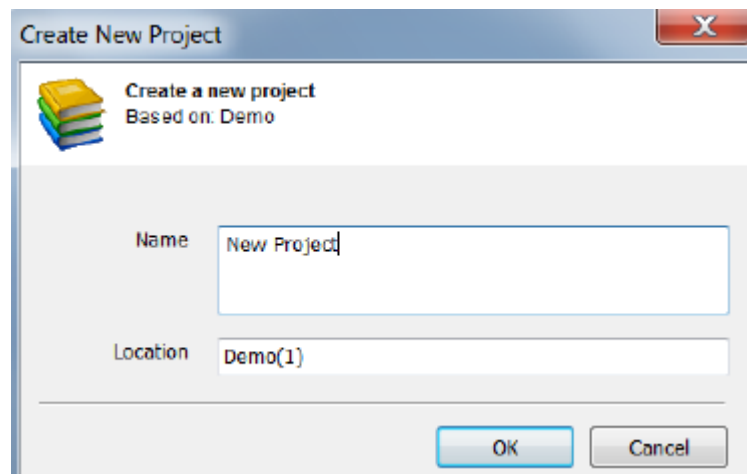 Create New Project
X
Create a new project
Based on: Demo
Name
New Project
Location
Demo(1)
OK
Cancel